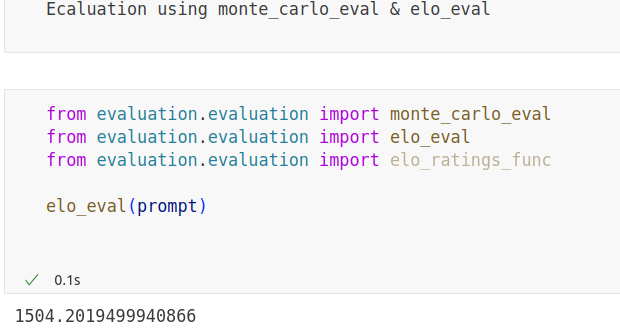 Ecaluation using monte_carlo_eval & elo_eval
from evaluation.evaluation import monte_carlo_eval
from evaluation.evaluation import elo_eval
from evaluation.evaluation import elo_ratings_func
elo_eval(prompt)
0.1s
1504.2019499940866